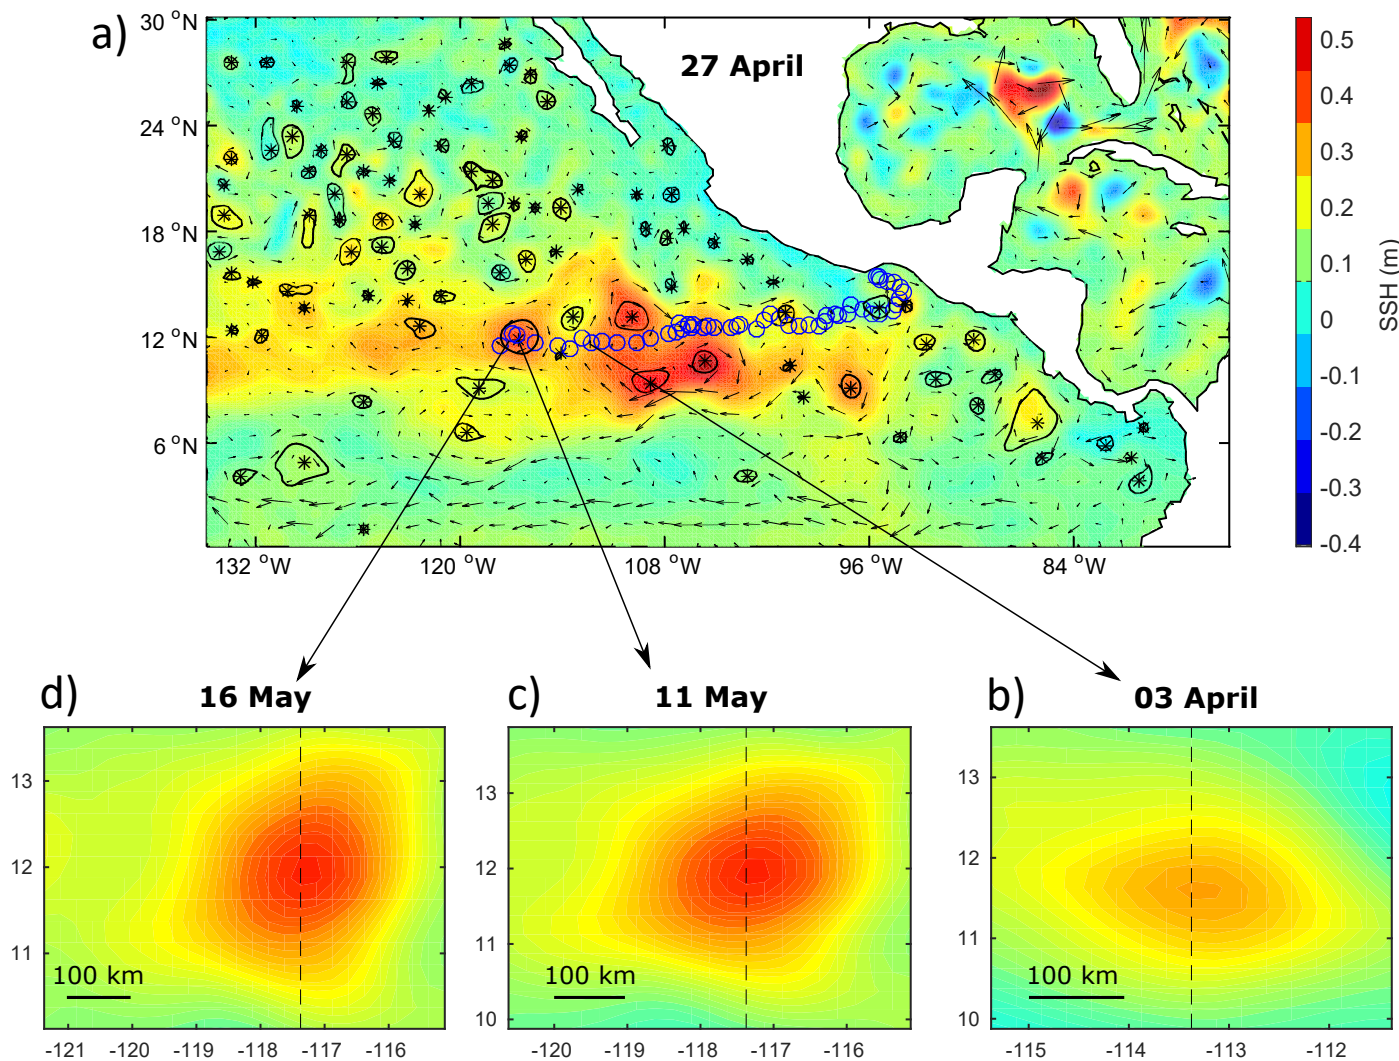 a)
27 April
30 °N
24 °N
18 °N
12 °N
6 °N
132 °W
120 °W
108 °W
96 °W
84 °W
0.5
0.4
0.3
0.2
0.1
0
-0.1
-0.2
-0.3
-0.4
SSH (m)
d)
16 May
13
12
11
100 km
-121
-120
-119
-118
-117
-116
c)
11 May
13
12
11
10
100 km
-120
-119
-118
-117
-116
b)
03 April
13
12
11
10
100 km
-115
-114
-113
-112